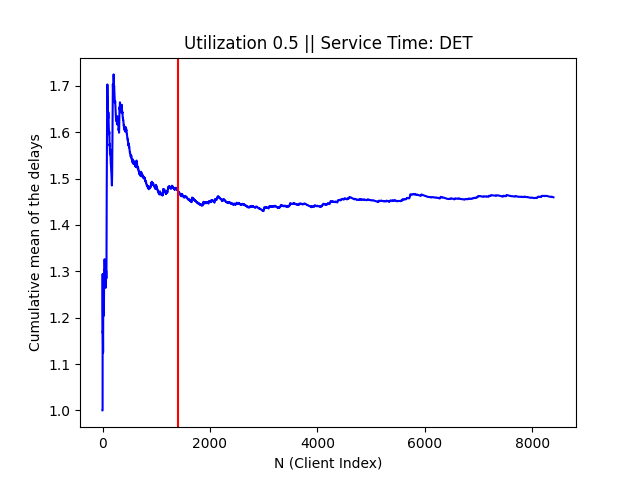 Utilization 0.5 || Service Time: DET
Cumulative mean of the delays
1.7
1.6
1.5
1.4
1.3
1.2
1.1
1.0
0 2000 4000 6000 8000
N (Client Index)